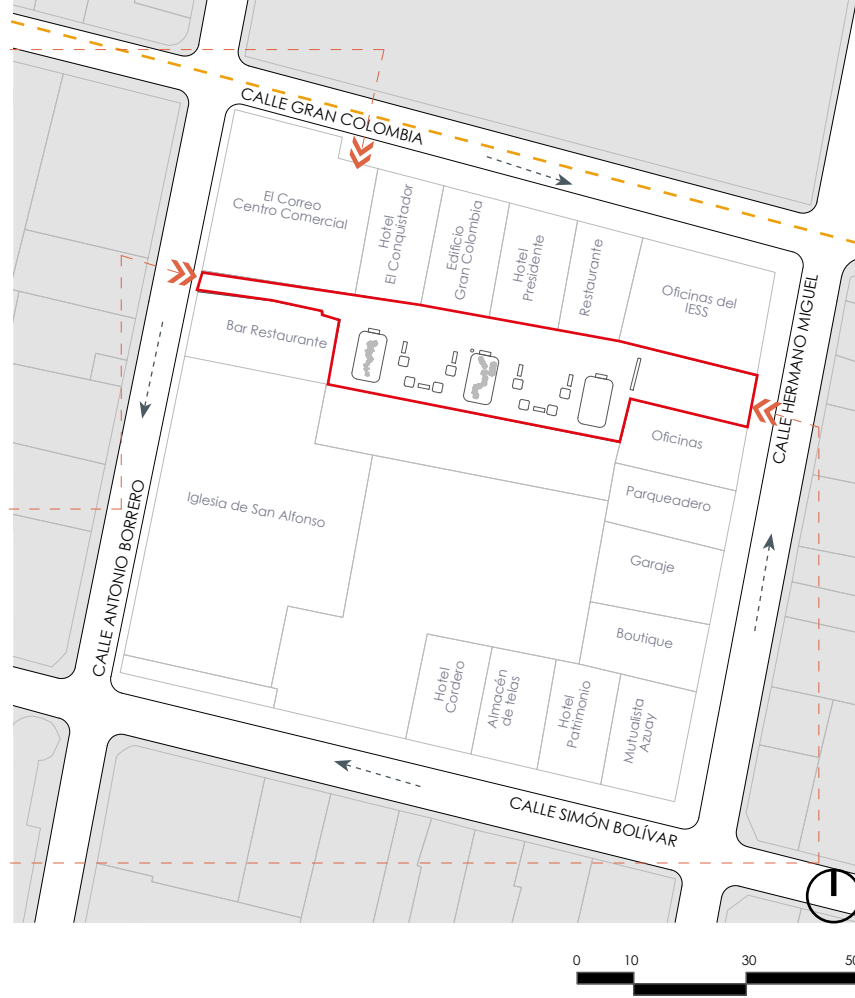 CALLE GRAN COLOMBIA
El Correo
Centro Comercial
Hotel
El Conquistador
Edificio
Gran Colombia
Hotel
Presidente
Restaurante
Oficinas del
IESS
CALLE HERMANO MIGUEL
Bar Restaurante
Oficinas
Parqueadero
Garaje
Boutique
Iglesia de San Alfonso
CALLE ANTONIO BORRERO
Hotel
Cordero
Almacén
de telas
Hotel
Patrimonio
Mutualista
Azuay
CALLE SIMÓN BOLÍVAR
0 10 30 50